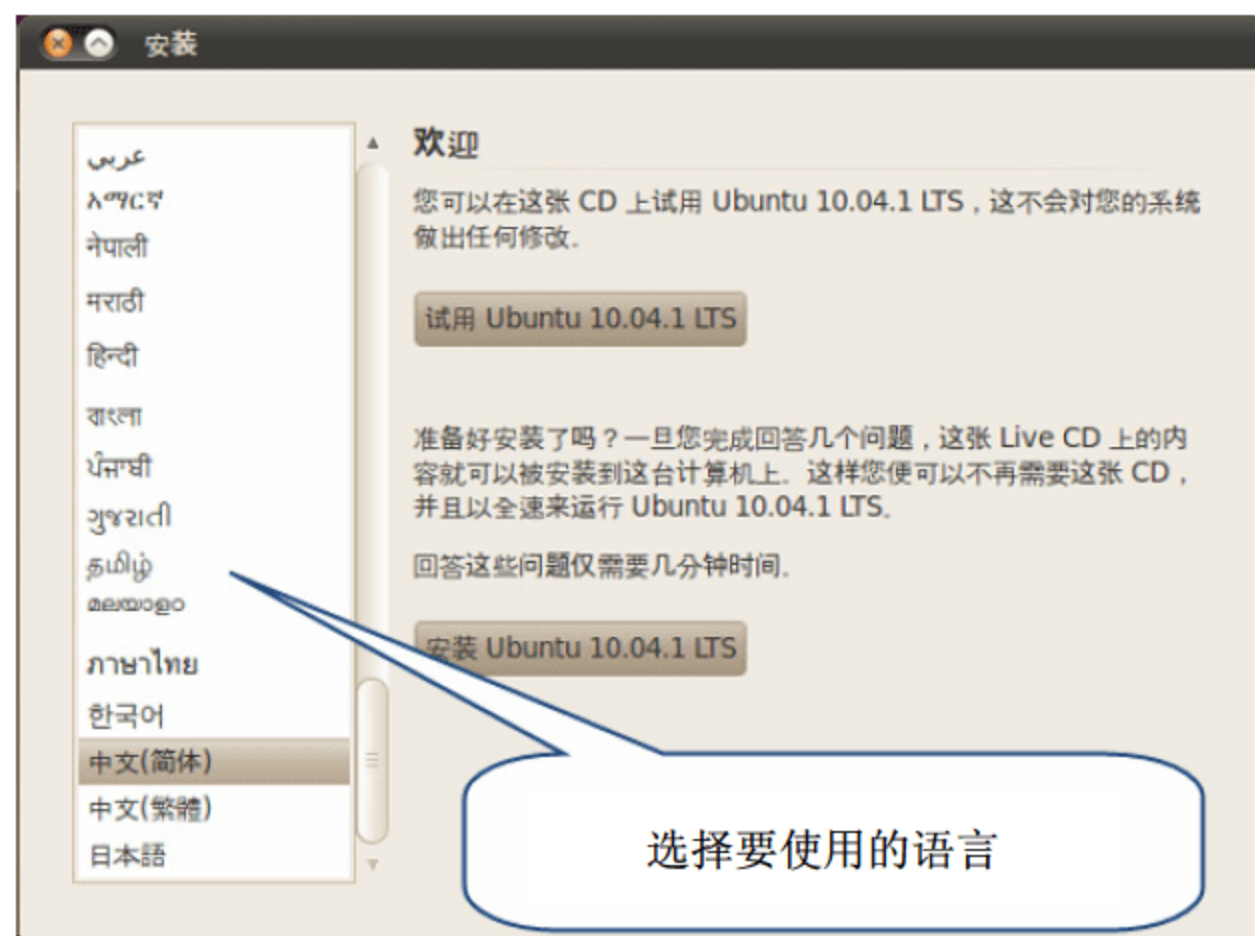 安装
عربي
አማርኛ
नेपाली
मराठी
हिन्दी
বাংলা
ਪੰਜਾਬੀ
ગુજરાતી
தமிழ்
മലയാളം
ภาษาไทย
한국어
中文(简体)
中文(繁體)
日本語
欢迎
您可以在这张 CD 上试用 Ubuntu 10.04.1 LTS，这不会对您的系统
做出任何修改。
试用 Ubuntu 10.04.1 LTS
准备好安装了吗？一旦您完成回答几个问题，这张 Live CD 上的内
容就可以被安装到这台计算机上。这样您便可以不再需要这张 CD，
并且以全速来运行 Ubuntu 10.04.1 LTS。
回答这些问题仅需要几分钟时间。
安装 Ubuntu 10.04.1 LTS
选择要使用的语言